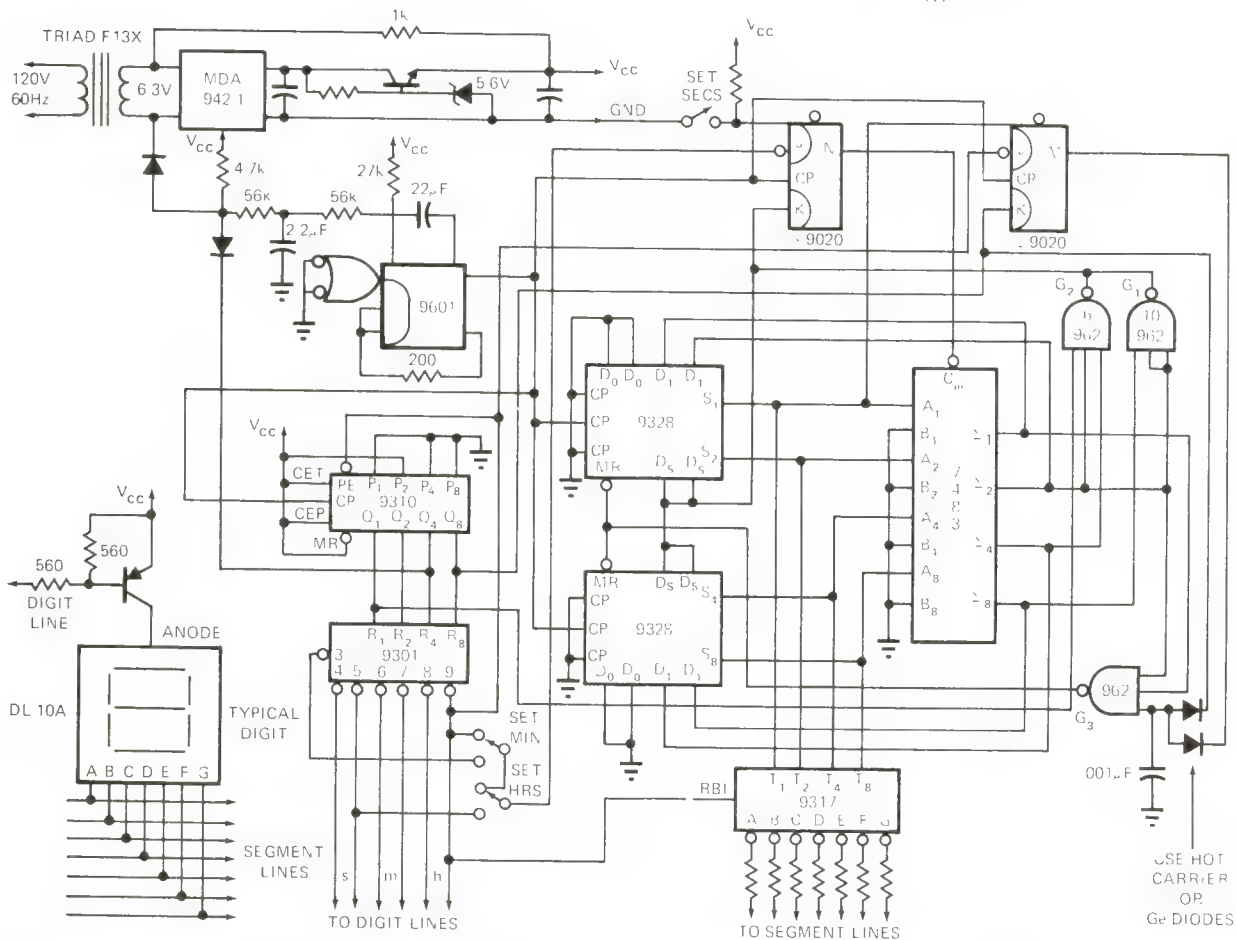 1k
TRIAD F13X
120V
60Hz
6.3V
MDA
942 1
Vcc
5.6V
GND
SET
SECS
Vcc
Vcc
4.7k
56k
56k
2.2µF
Vcc
27k
22µF
9601
200
CP
K
9020
CP
K
9020
G2
G1
6
962
10
962
D0 D0 D1 D1
CP
CP
CP
9328
S1
S2
MR
DS DS
A1
B1
A2
B2
A4
B4
A8
B8
Cin
7483
Σ1
Σ2
Σ4
Σ8
Vcc
CET
PE
P1 P2 P4 P8
CP
9310
CEP
Q1 Q2 Q4 Q8
MR
Vcc
560
560
DIGIT
LINE
ANODE
DL 10A
TYPICAL
DIGIT
A B C D E F G
SEGMENT
LINES
R1 R2 R4 R8
9301
3
4 5 6 7 8 9
SET
MIN
SET
HRS
s m h
TO DIGIT LINES
MR
DS DS
S4
CP
CP
CP
9328
S8
D0 D0 D1 D1
962
G3
001µF
RBI
T1 T2 T4 T8
9317
A B C D E F G
TO SEGMENT LINES
USE HOT
CARRIER
OR
Ge DIODES